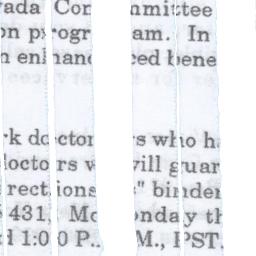 vada Committee
on program. In
n enhanced bene
rk doctors who ha
doctors will guar
rections" binder
431, Monday th
1:00 P.M., PST.